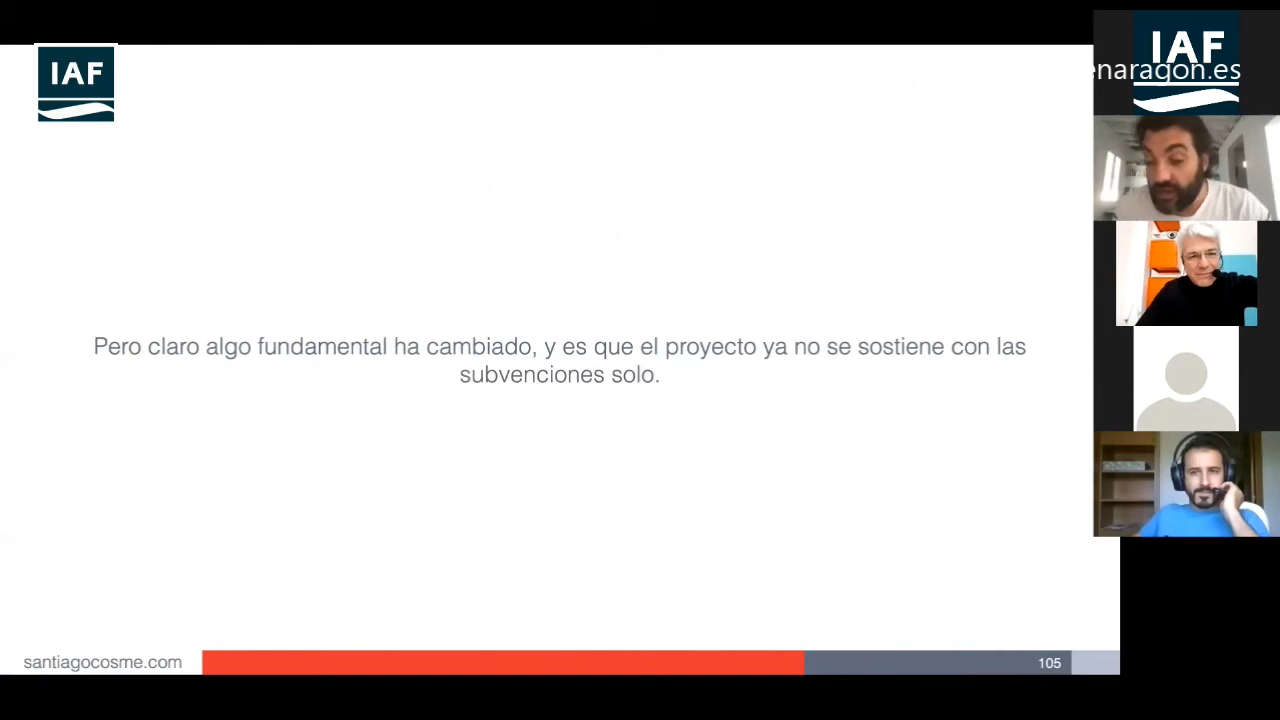 IAF
IAF
enaragon.es
Pero claro algo fundamental ha cambiado, y es que el proyecto ya no se sostiene con las
subvenciones solo.
santiagocosme.com
105